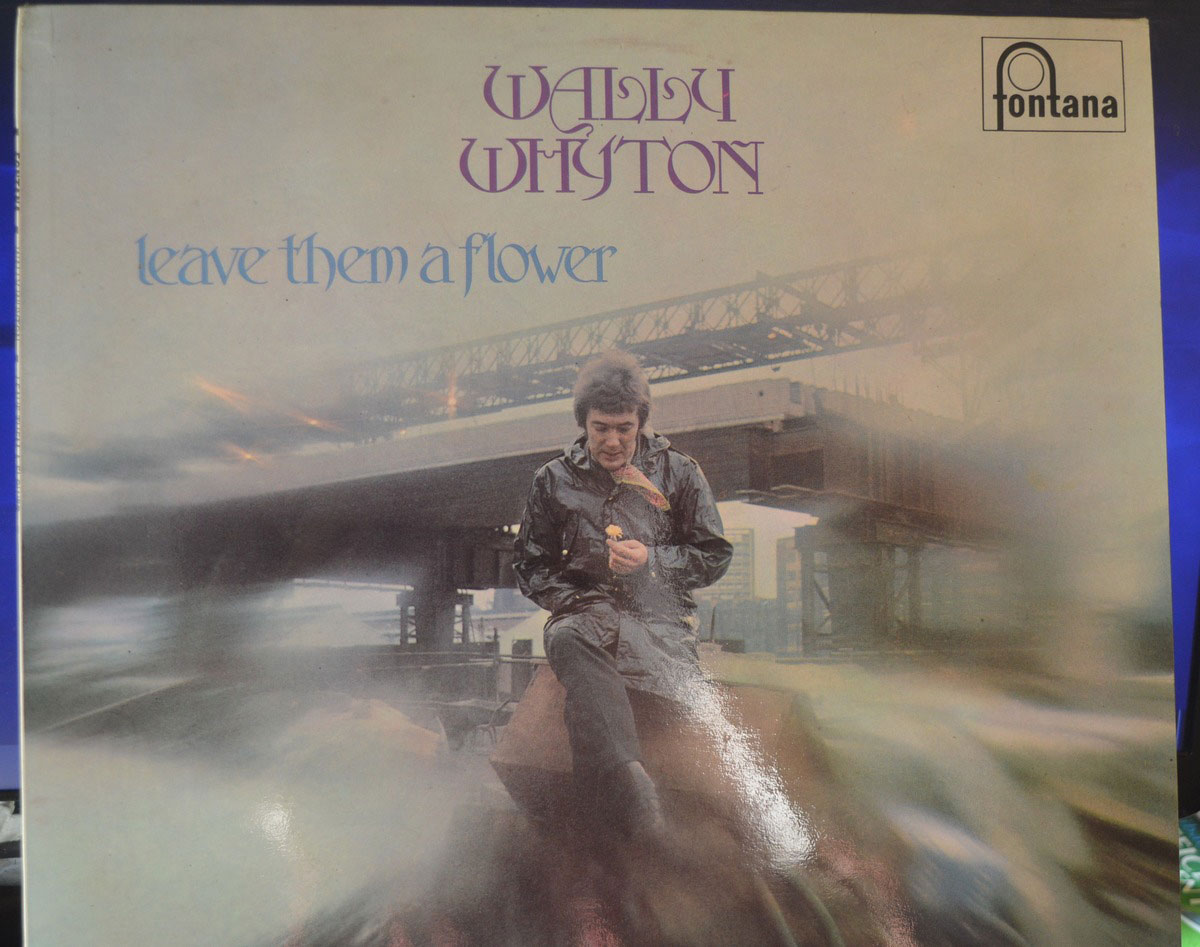 WALLY
WHYTON
fontana
leave them a flower